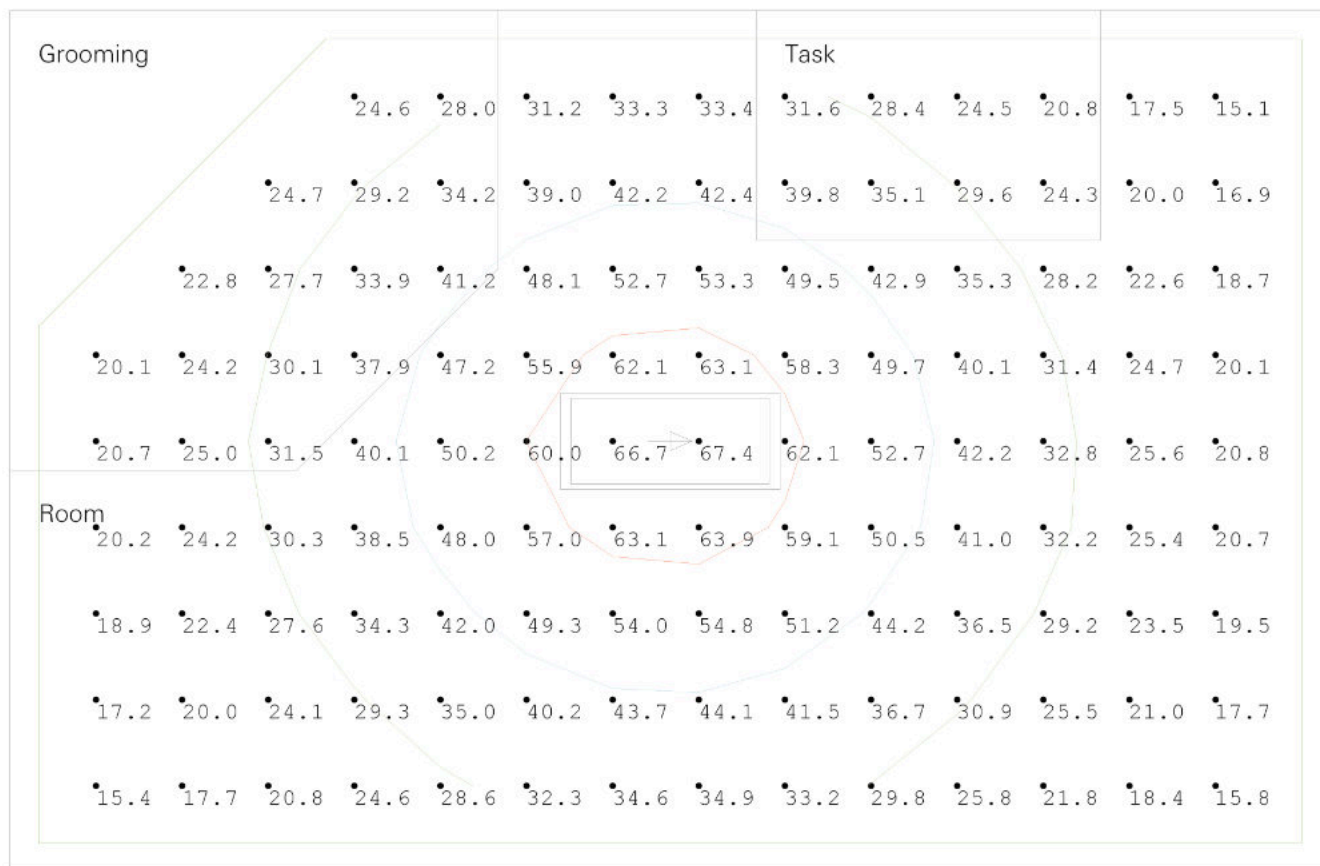 Grooming Task
24.6 28.0 31.2 33.3 33.4 31.6 28.4 24.5 20.8 17.5 15.1
24.7 29.2 34.2 39.0 42.2 42.4 39.8 35.1 29.6 24.3 20.0 16.9
22.8 27.7 33.9 41.2 48.1 52.7 53.3 49.5 42.9 35.3 28.2 22.6 18.7
20.1 24.2 30.1 37.9 47.2 55.9 62.1 63.1 58.3 49.7 40.1 31.4 24.7 20.1
20.7 25.0 31.5 40.1 50.2 60.0 66.7 67.4 62.1 52.7 42.2 32.8 25.6 20.8
Room
20.2 24.2 30.3 38.5 48.0 57.0 63.1 63.9 59.1 50.5 41.0 32.2 25.4 20.7
18.9 22.4 27.6 34.3 42.0 49.3 54.0 54.8 51.2 44.2 36.5 29.2 23.5 19.5
17.2 20.0 24.1 29.3 35.0 40.2 43.7 44.1 41.5 36.7 30.9 25.5 21.0 17.7
15.4 17.7 20.8 24.6 28.6 32.3 34.6 34.9 33.2 29.8 25.8 21.8 18.4 15.8